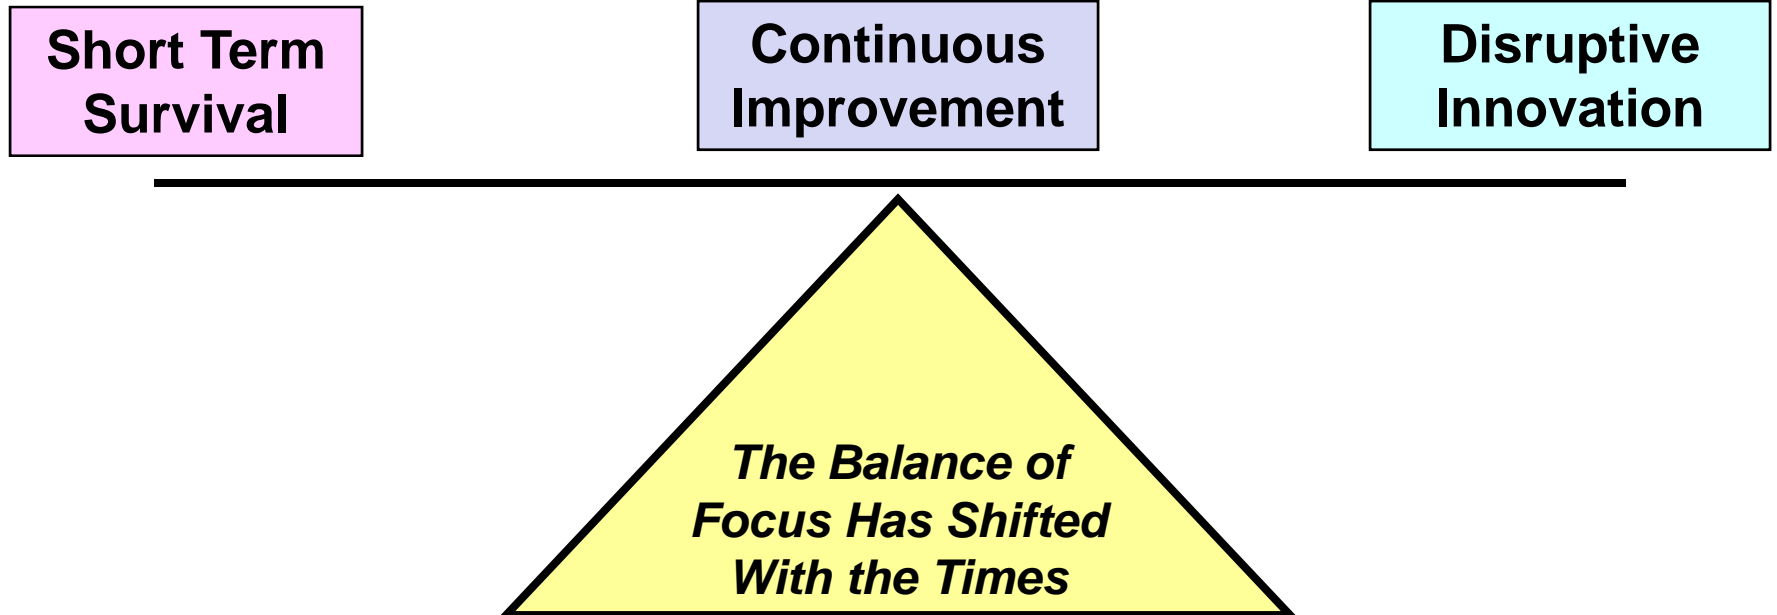 Short Term
Survival
Continuous
Improvement
Disruptive
Innovation
The Balance of
Focus Has Shifted
With the Times